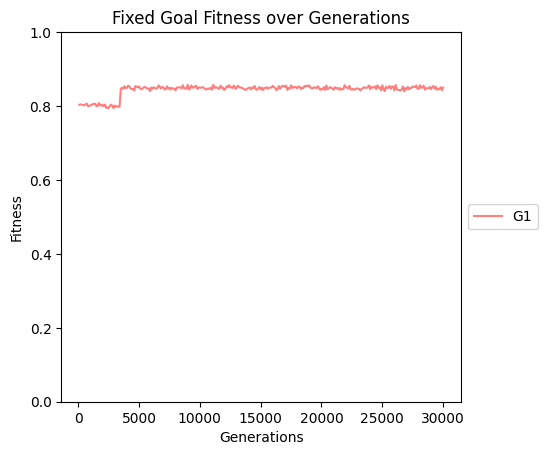 Fixed Goal Fitness over Generations
1.0
0.8
0.6
0.4
0.2
0.0
Fitness
0 5000 10000 15000 20000 25000 30000
Generations
G1